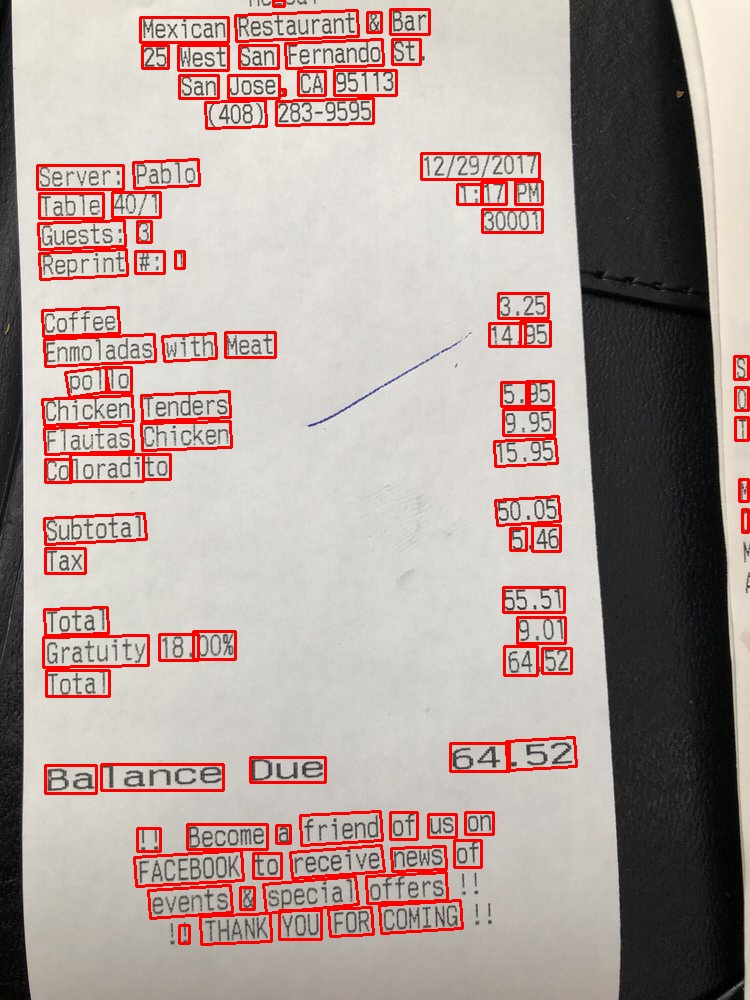 Mexican Restaurant & Bar
25 West San Fernando St.
San Jose, CA 95113
(408) 283-9595
Server: Pablo 12/29/2017
Table 40/1 1:17 PM
Guests: 3 30001
Reprint #: 1
Coffee 3.25
Enmoladas with Meat 14.95
pollo
Chicken Tenders 5.95
Flautas Chicken 9.95
Coloradito 15.95
Subtotal 50.05
Tax 5.46
Total 55.51
Gratuity 18.00% 9.01
Total 64.52
Balance Due 64.52
!! Become a friend of us on
FACEBOOK to receive news of
events & special offers !!
!! THANK YOU FOR COMING !!